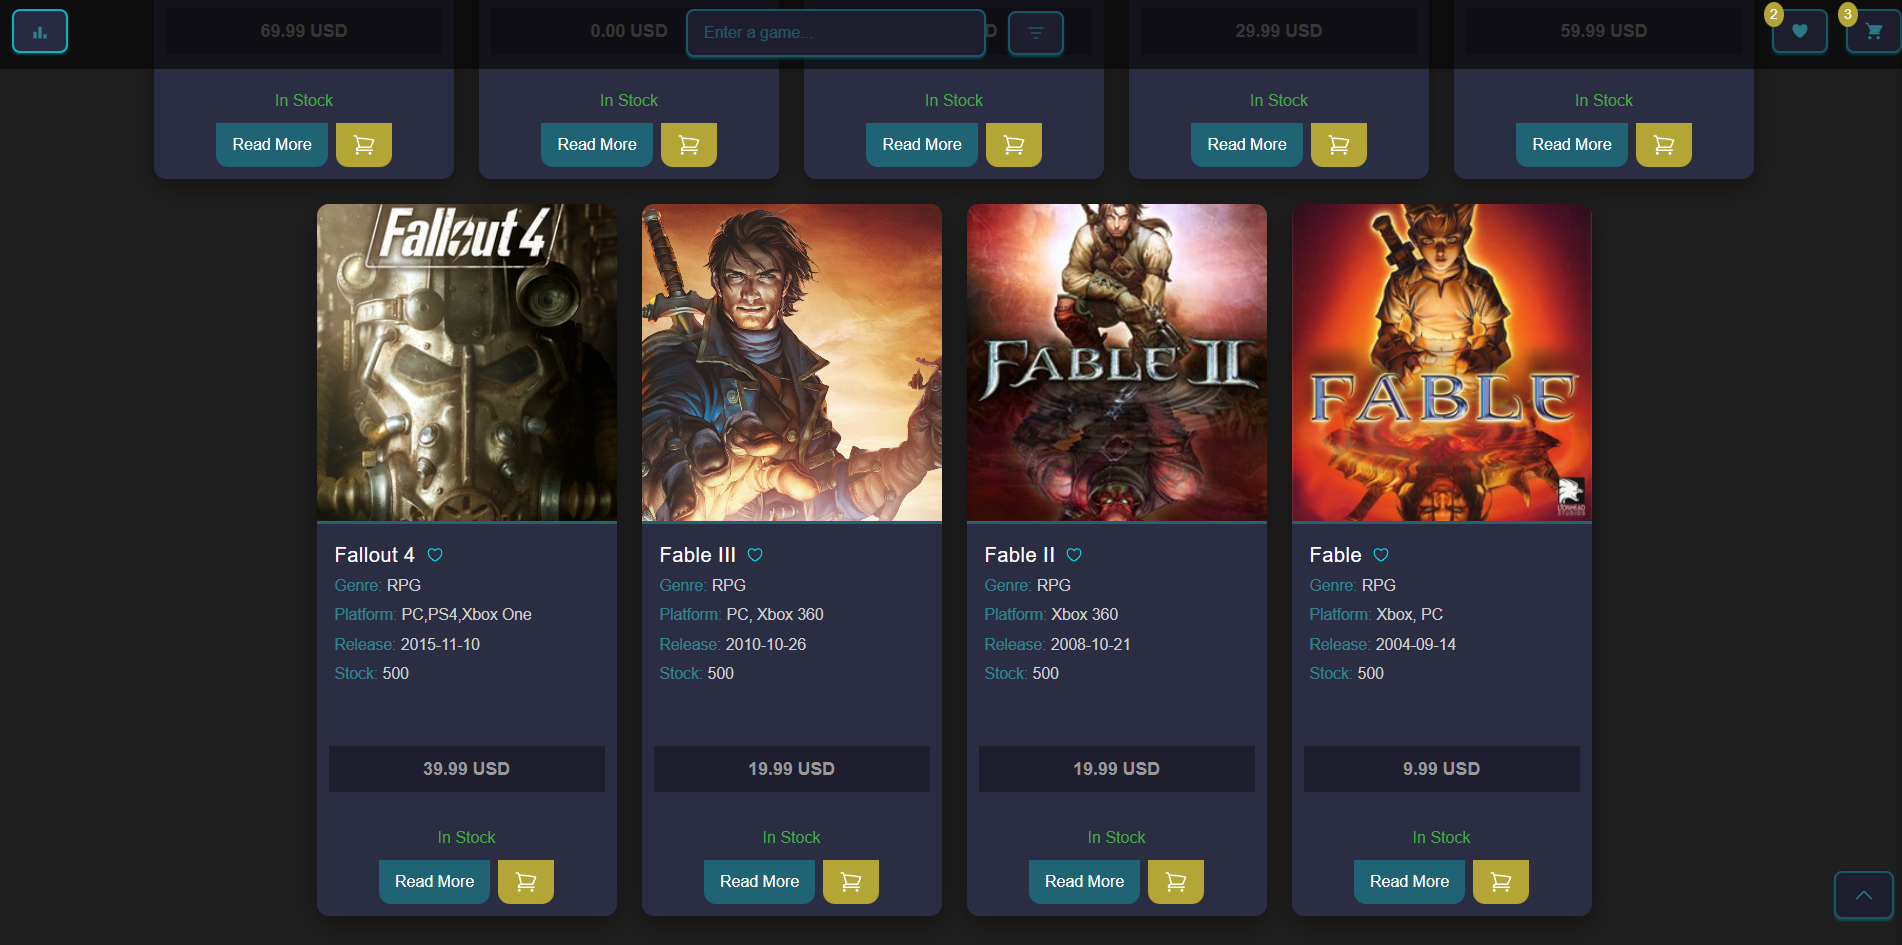 69.99 USD
0.00 USD
Enter a game...
D
29.99 USD
59.99 USD
2
3
In Stock
In Stock
In Stock
In Stock
In Stock
Read More
Read More
Read More
Read More
Read More
Fallout 4
FABLE II
FABLE
LIONHEAD
STUDIOS
Fallout 4
Genre: RPG
Platform: PC,PS4,Xbox One
Release: 2015-11-10
Stock: 500
39.99 USD
In Stock
Read More
Fable III
Genre: RPG
Platform: PC, Xbox 360
Release: 2010-10-26
Stock: 500
19.99 USD
In Stock
Read More
Fable II
Genre: RPG
Platform: Xbox 360
Release: 2008-10-21
Stock: 500
19.99 USD
In Stock
Read More
Fable
Genre: RPG
Platform: Xbox, PC
Release: 2004-09-14
Stock: 500
9.99 USD
In Stock
Read More